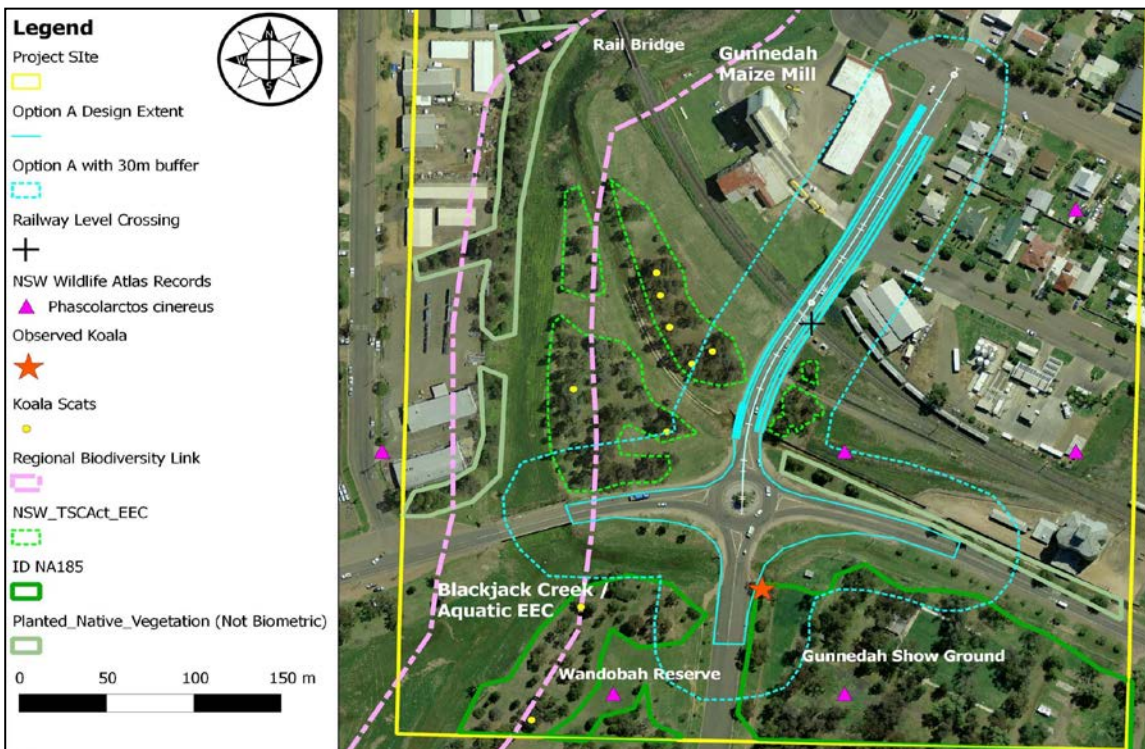 Legend
Project SIte
Option A Design Extent
Option A with 30m buffer
Railway Level Crossing
NSW Wildlife Atlas Records
Phascolarctos cinereus
Observed Koala
Koala Scats
Regional Biodiversity Link
NSW_TSCAct_EEC
ID NA185
Planted_Native_Vegetation (Not Biometric)
0 50 100 150 m
N
W E
S
Rail Bridge
Gunnedah
Maize Mill
Blackjack Creek /
Aquatic EEC
Wandobah Reserve
Gunnedah Show Ground